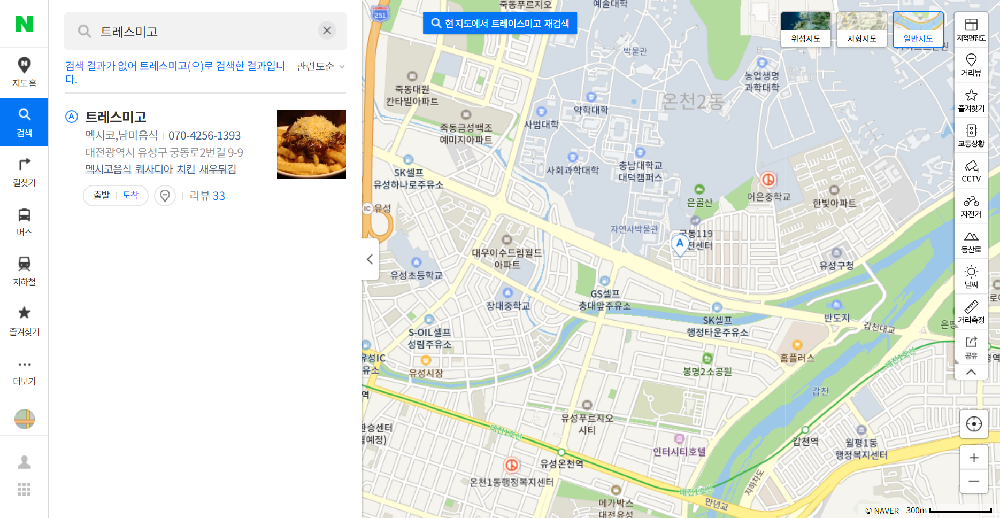 N
지도 홈
검색
길찾기
버스
지하철
즐겨찾기
더보기
트레스미고
검색 결과가 없어 트레스미고(으)로 검색한 결과입니
다.
관련도순
A
트레스미고
멕시코,남미음식
070-4256-1393
대전광역시 유성구 궁동로2번길 9-9
멕시코음식 퀘사디아 치킨 새우튀김
출발
도착
리뷰 33
251
죽동푸르지오
예술대학
현 지도에서 트레이스미고 재검색
위성지도
지형지도
일반지도
지적편집도
거리뷰
즐겨찾기
교통상황
CCTV
자전거
등산로
날씨
거리측정
공유
박물관
농업생명
과학대학
죽동대원
칸타빌아파트
약학대학
온천2동
사범대학
죽동금성백조
예미지아파트
SK셀프
유성하나로주유소
사회과학대학
충남대학교
대덕캠퍼스
어은중학교
은골산
한빛아파트
IC 유성
자연사박물관
궁동119
A
전센터
대우이수드림월드
아파트
유성구청
유성초등학교
GS셀프
충대앞주유소
장대중학교
SK셀프
행정타운주유소
반도지
갑천대교
은평
S-OIL셀프
성림주유소
유성IC
유소
유성시장
홈플러스
봉명2소공원
대전1호선
갑천
역
유성푸르지오
시티
환승센터
월예정)
대전1호선
인터시티호텔
갑천역
월평1동
행정복지센터
유성온천역
온천1동행정복지센터
지하차도
대전1호선
만년교
메가박스
대전유성
© NAVER
300m